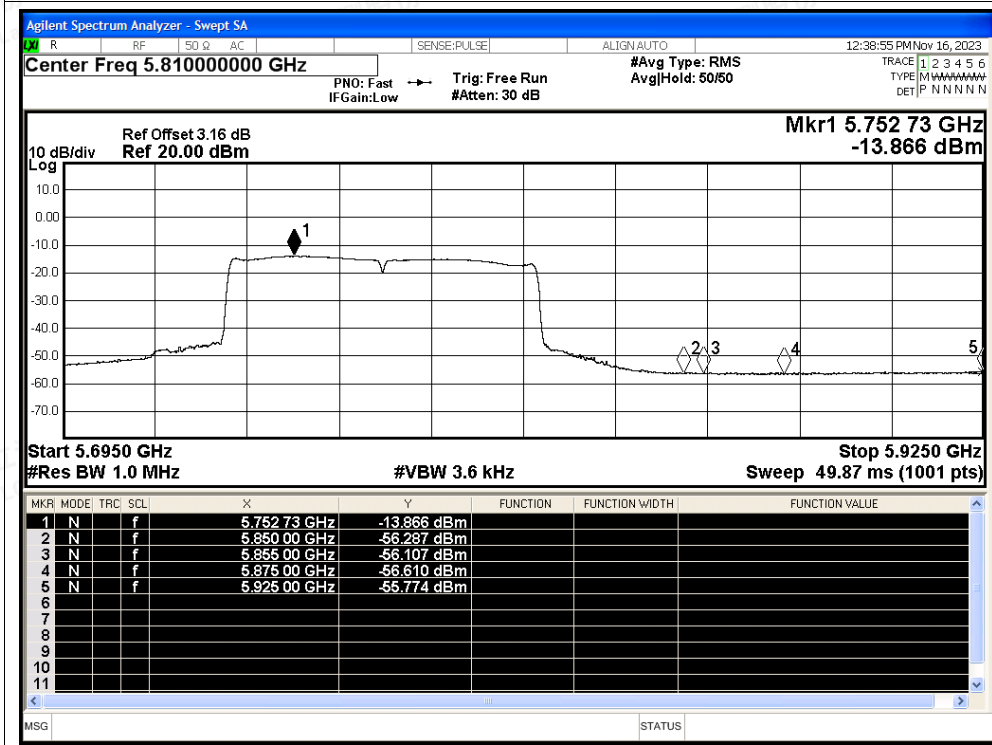 Agilent Spectrum Analyzer - Swept SA
LXI R RF 50 Ω AC SENSE:PULSE ALIGN AUTO 12:38:55 PM Nov 16, 2023
Center Freq 5.810000000 GHz
PNO: Fast
IFGain:Low
Trig: Free Run
#Atten: 30 dB
#Avg Type: RMS
Avg|Hold: 50/50
TRACE 1 2 3 4 5 6
TYPE M
DET P N N N N N
Mkr1 5.752 73 GHz
-13.866 dBm
Ref Offset 3.16 dB
10 dB/div Ref 20.00 dBm
Log
10.0
0.00
-10.0
-20.0
-30.0
-40.0
-50.0
-60.0
-70.0
1
2 3 4 5
Start 5.6950 GHz Stop 5.9250 GHz
#Res BW 1.0 MHz #VBW 3.6 kHz Sweep 49.87 ms (1001 pts)
MKR MODE TRC SCL X Y FUNCTION FUNCTION WIDTH FUNCTION VALUE
1 N f 5.752 73 GHz -13.866 dBm
2 N f 5.850 00 GHz -56.287 dBm
3 N f 5.855 00 GHz -56.107 dBm
4 N f 5.875 00 GHz -56.610 dBm
5 N f 5.925 00 GHz -55.774 dBm
6
7
8
9
10
11
MSG STATUS